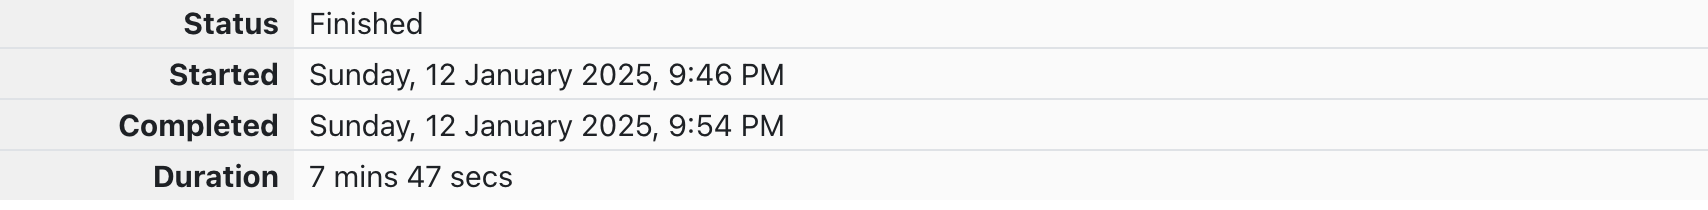 Status Finished
Started Sunday, 12 January 2025, 9:46 PM
Completed Sunday, 12 January 2025, 9:54 PM
Duration 7 mins 47 secs